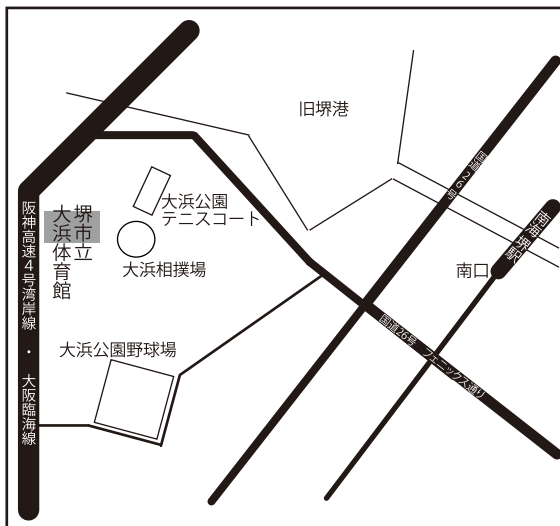 旧堺港
国道26号
南海堺駅
南口
大浜公園
テニスコート
堺市立
大浜体育館
大浜相撲場
阪神高速4号湾岸線 ・ 大阪臨海線
大浜公園野球場
国道26号 フェニックス通り